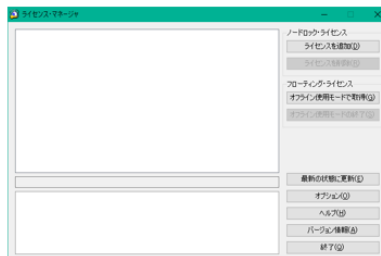 ライセンス・マネージャ
ノードロック・ライセンス
ライセンスを追加(D)
ライセンスを削除(R)
フローティング・ライセンス
オフライン使用モードで取得(G)
オフライン使用モードの終了(T)
最新の状態に更新(E)
オプション(O)
ヘルプ(H)
バージョン情報(A)
終了(Q)